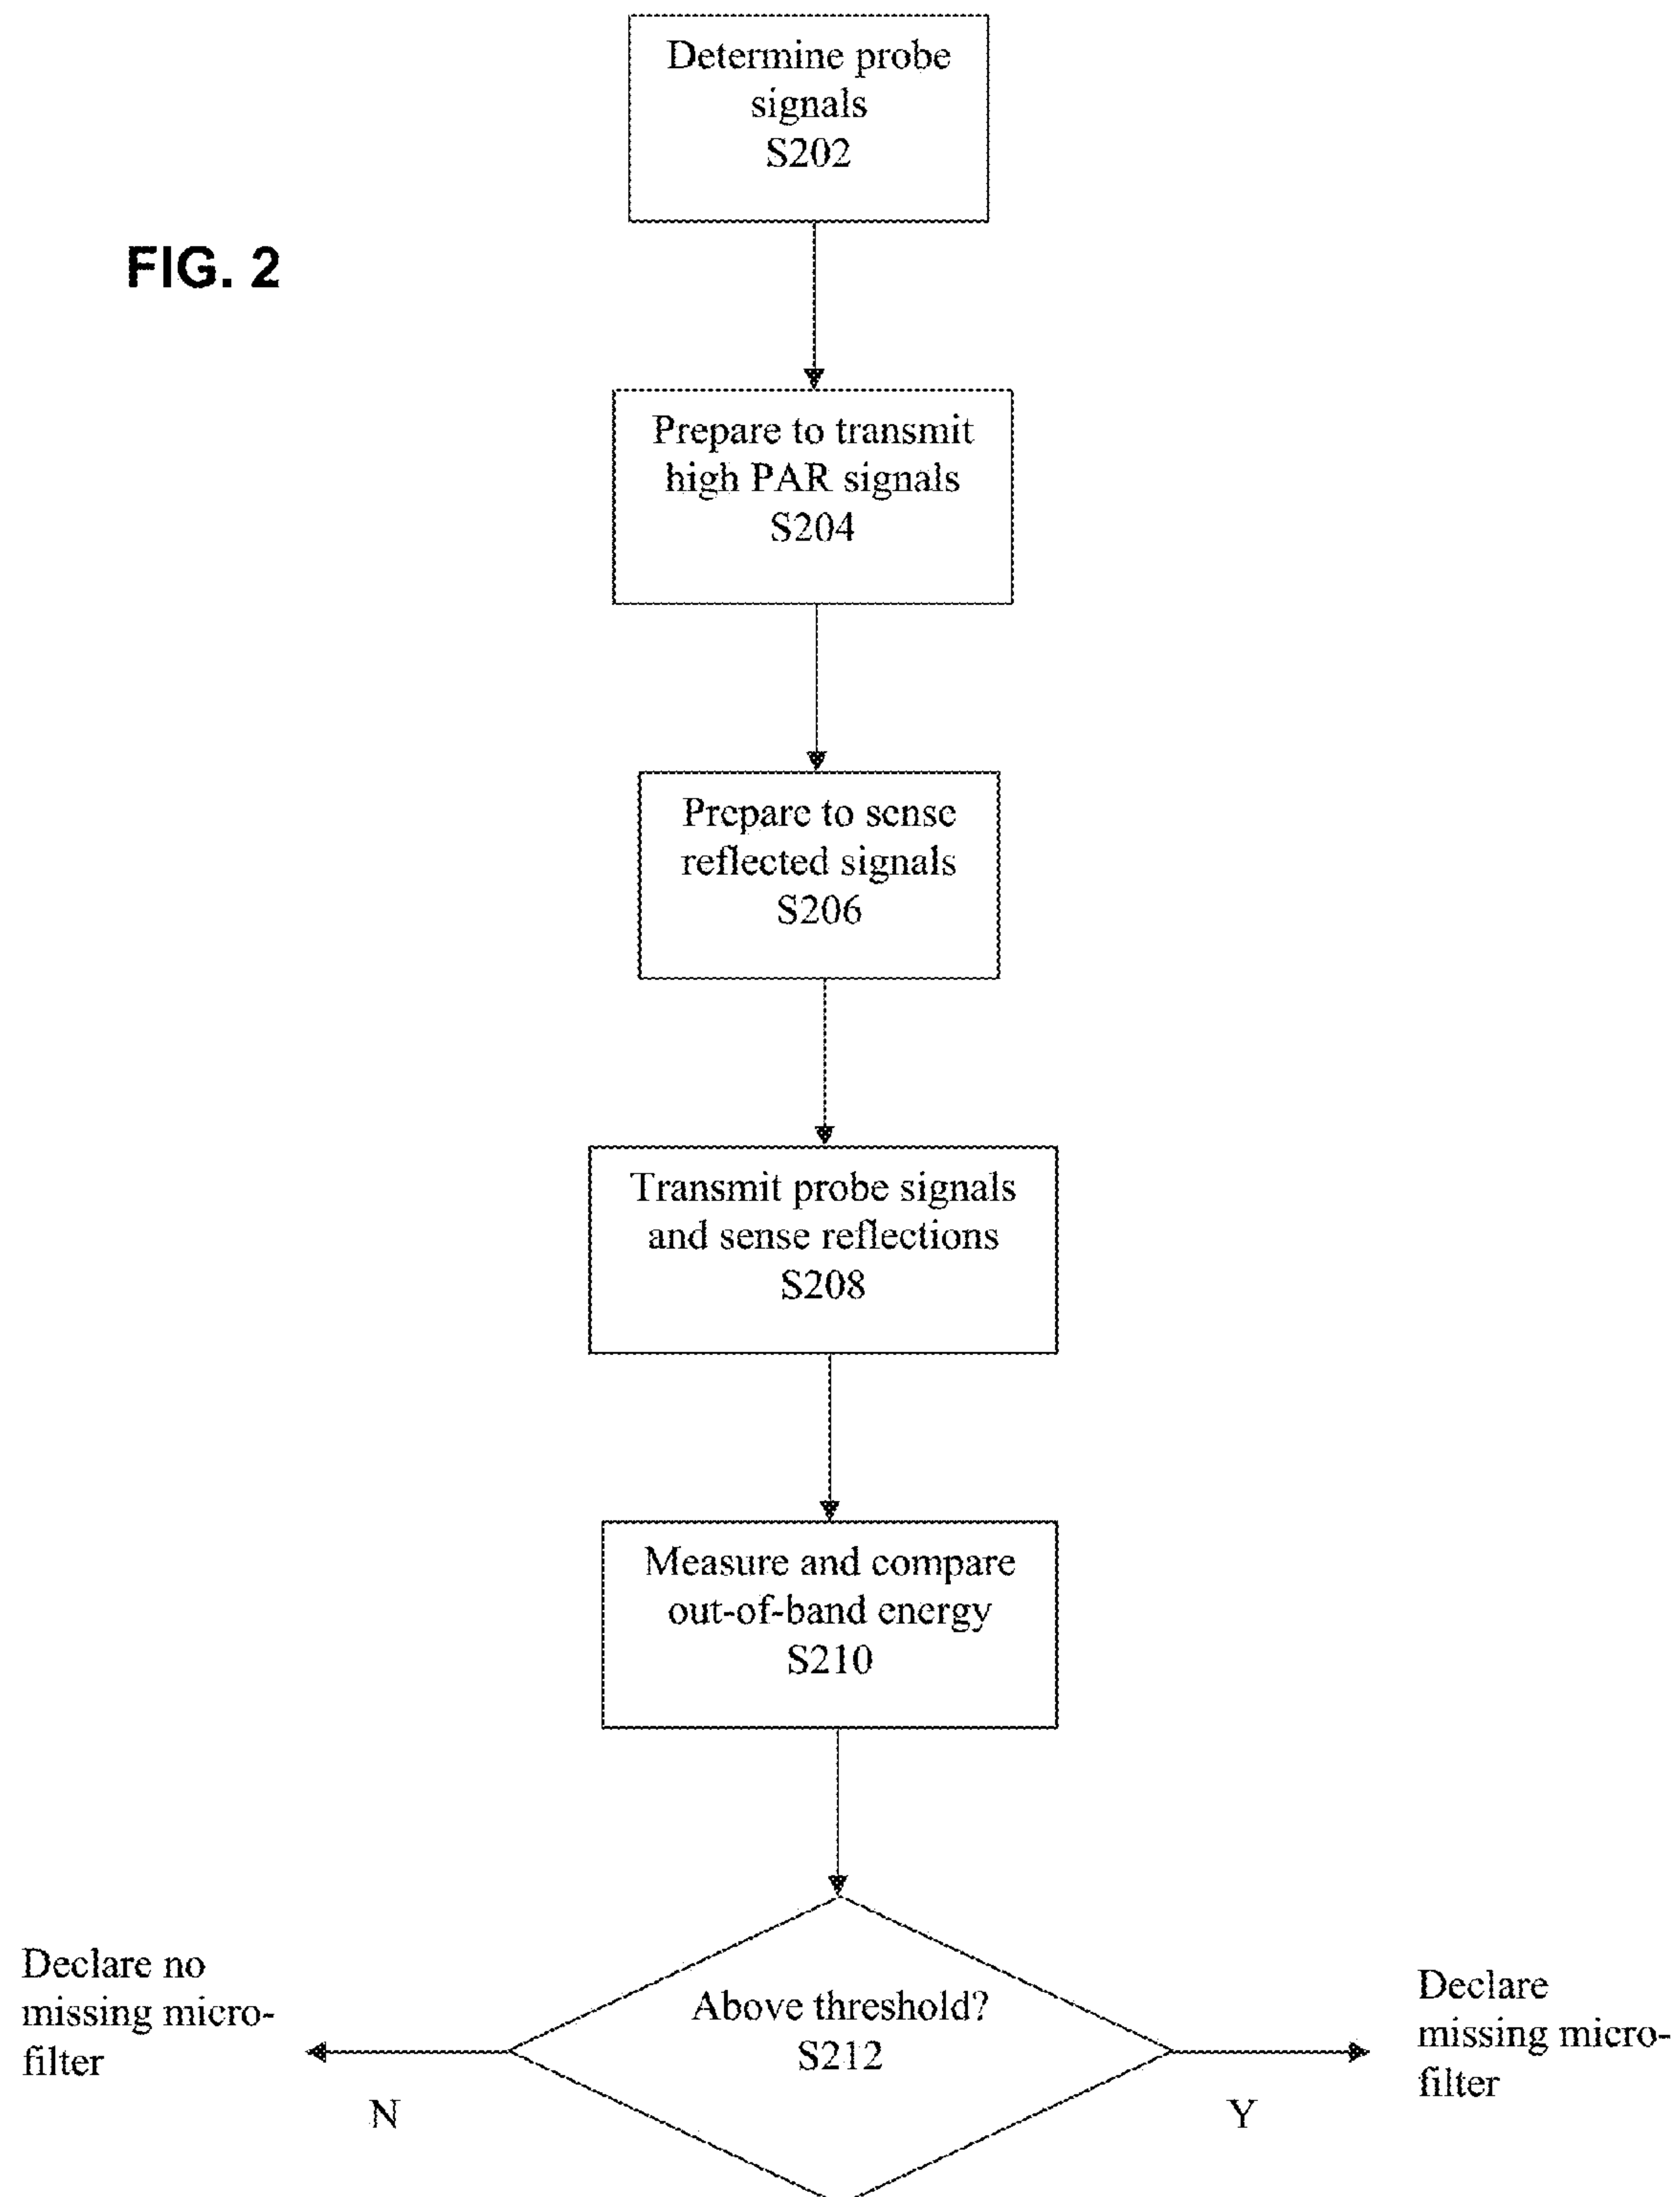 Determine probe
signals
S202
FIG. 2
Prepare to transmit
high PAR signals
S204
Prepare to sense
reflected signals
S206
Transmit probe signals
and sense reflections
S208
Measure and compare
out-of-band energy
S210
Above threshold?
S212
Declare no
missing micro-
filter
N
Declare
missing micro-
filter
Y